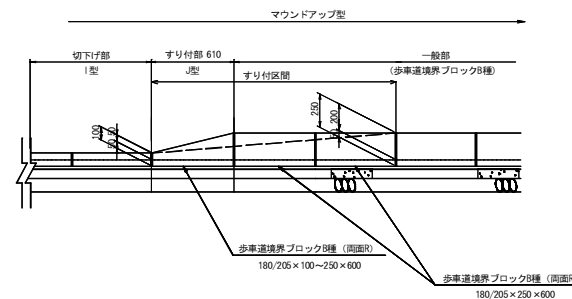 マウンドアップ型
切下げ部
I型
すり付部 610
J型
一般部
(歩車道境界ブロックB種)
すり付区間
100
50
50
250
200
50
歩車道境界ブロックB種（両面R）
180/205×100～250×600
歩車道境界ブロックB種（両面R
180/205×250×600